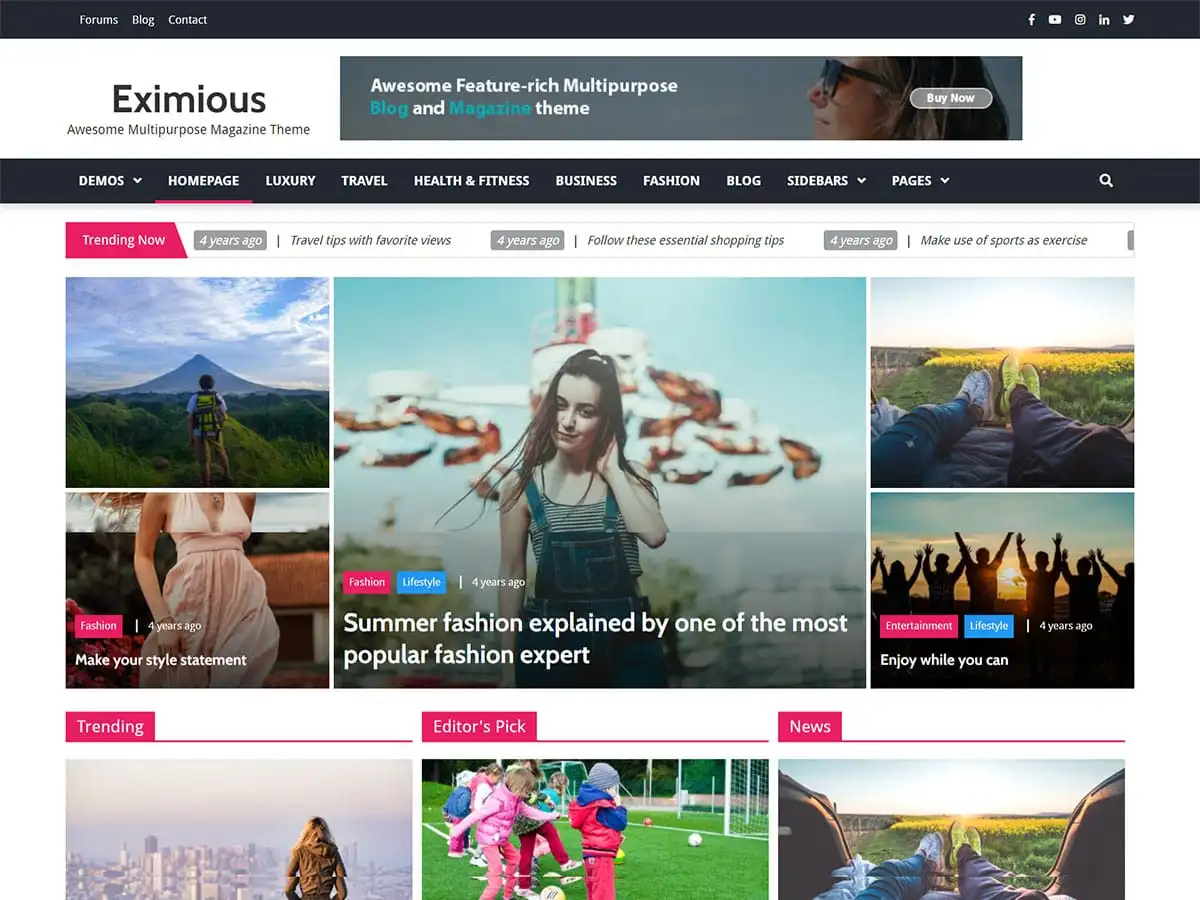 Forums Blog Contact
Eximious
Awesome Multipurpose Magazine Theme
Awesome Feature-rich Multipurpose
Blog and Magazine theme
Buy Now
DEMOS HOMEPAGE LUXURY TRAVEL HEALTH & FITNESS BUSINESS FASHION BLOG SIDEBARS PAGES
Trending Now 4 years ago | Travel tips with favorite views 4 years ago | Follow these essential shopping tips 4 years ago | Make use of sports as exercise
Fashion | 4 years ago
Make your style statement
Fashion Lifestyle | 4 years ago
Summer fashion explained by one of the most
popular fashion expert
Entertainment Lifestyle | 4 years ago
Enjoy while you can
Trending
Editor's Pick
News